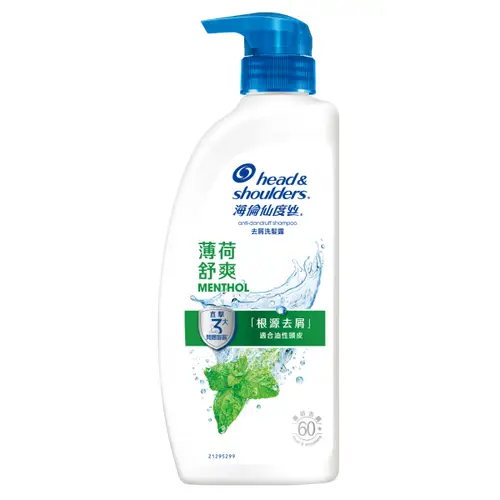 head &
shoulders®
海倫仙度絲®
anti-dandruff shampoo
去屑洗髮露
薄荷
舒爽
MENTHOL
直擊
3大
「根源去屑」
適合油性頭皮
60
21295299